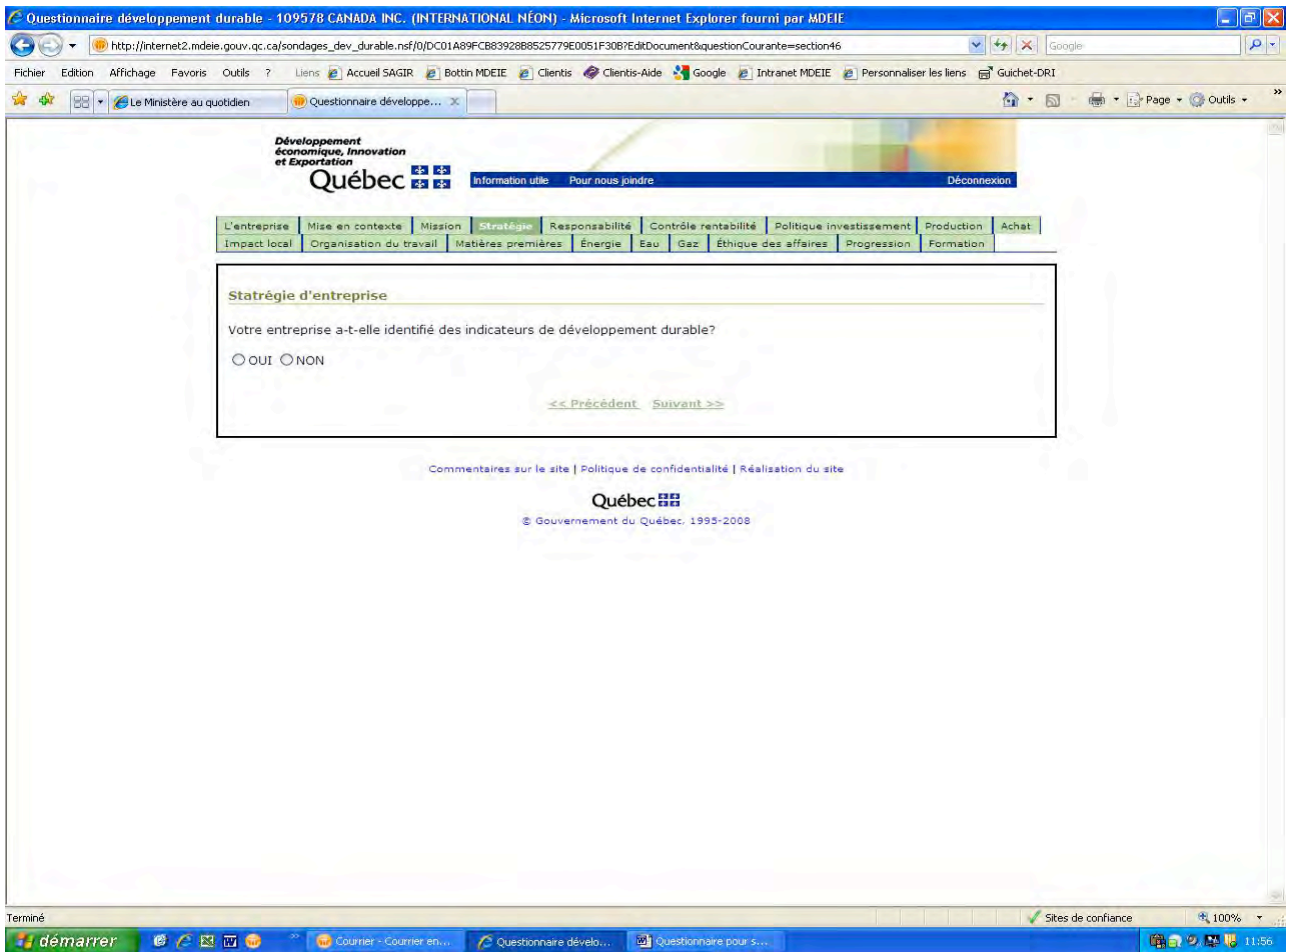 Questionnaire développement durable - 109578 CANADA INC. (INTERNATIONAL NÉON) - Microsoft Internet Explorer fourni par MDEIE
http://internet2.mdeie.gouv.qc.ca/sondages_dev_durable.nsf/0/DC01A89FCB83928B8525779E0051F30B?EditDocument&questionCourante=section46
Google
Fichier Edition Affichage Favoris Outils ? Liens Accueil SAGIR Bottin MDEIE Clientis Clientis-Aide Google Intranet MDEIE Personnaliser les liens Guichet-DRI
Le Ministère au quotidien Questionnaire développe... Page Outils
Développement
économique, Innovation
et Exportation
Québec
Information utile Pour nous joindre Déconnexion
L'entreprise Mise en contexte Mission Stratégie Responsabilité Contrôle rentabilité Politique investissement Production Achat
Impact local Organisation du travail Matières premières Énergie Eau Gaz Éthique des affaires Progression Formation
Statrégie d'entreprise
Votre entreprise a-t-elle identifié des indicateurs de développement durable?
OUI NON
<< Précédent Suivant >>
Commentaires sur le site | Politique de confidentialité | Réalisation du site
Québec
© Gouvernement du Québec, 1995-2008
Terminé Sites de confiance 100%
démarrer Courrier - Courrier en... Questionnaire dévelo... Questionnaire pour s... 11:56